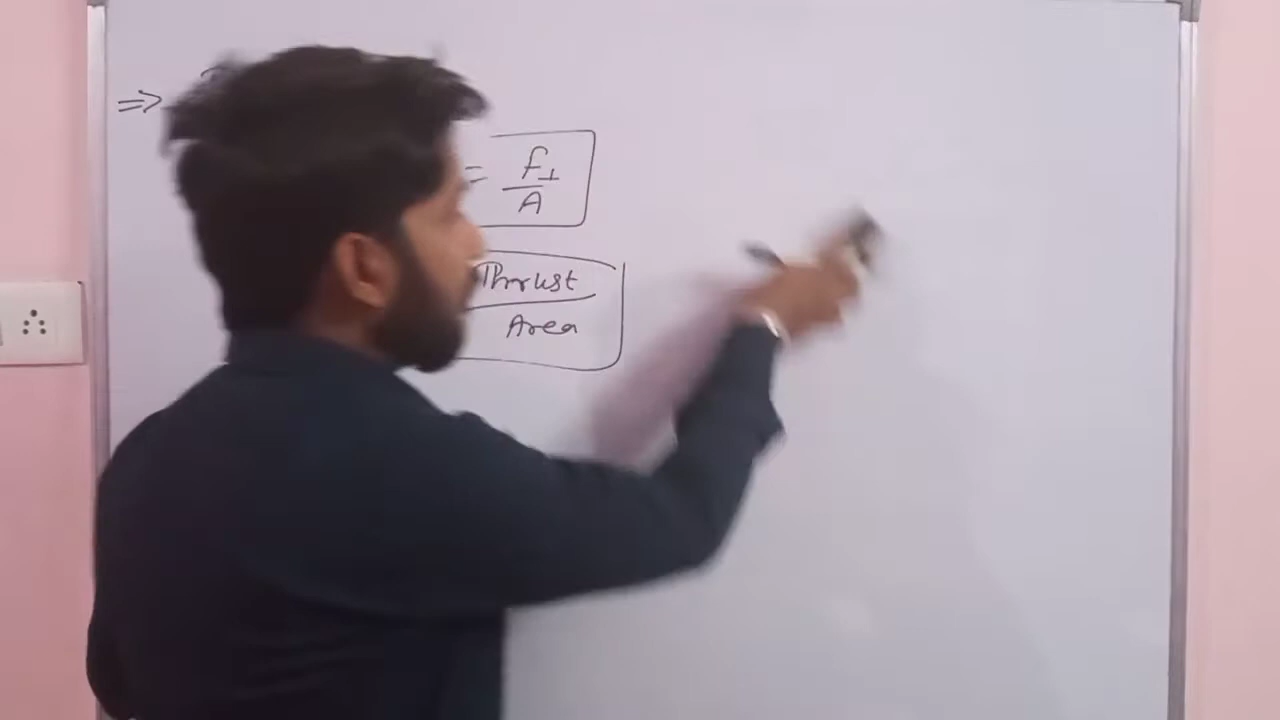 ⇒
= F⊥
A
Thrust
Area